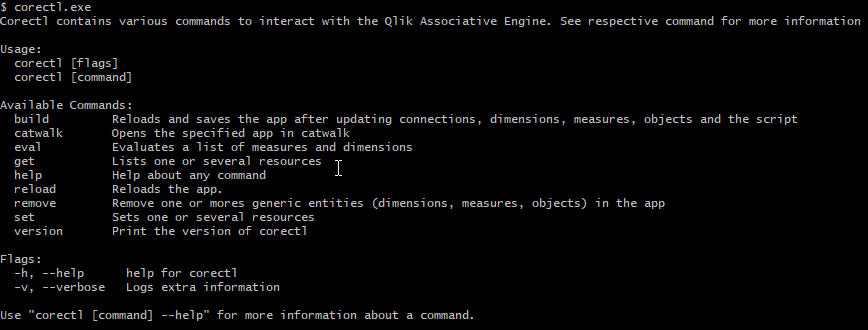 $ corectl.exe
Corectl contains various commands to interact with the Qlik Associative Engine. See respective command for more information
Usage:
corectl [flags]
corectl [command]
Available Commands:
build Reloads and saves the app after updating connections, dimensions, measures, objects and the script
catwalk Opens the specified app in catwalk
eval Evaluates a list of measures and dimensions
get Lists one or several resources
help Help about any command
reload Reloads the app.
remove Remove one or mores generic entities (dimensions, measures, objects) in the app
set Sets one or several resources
version Print the version of corectl
Flags:
-h, --help help for corectl
-v, --verbose Logs extra information
Use "corectl [command] --help" for more information about a command.